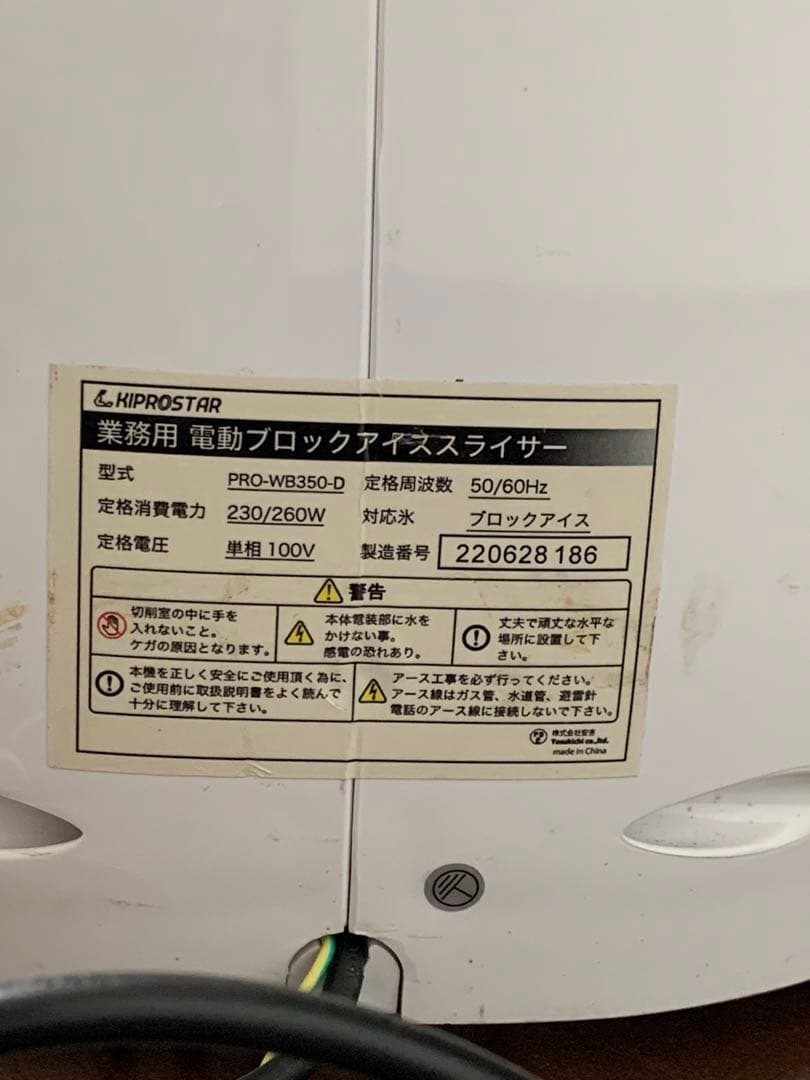 KIPROSTAR
業務用 電動ブロックアイススライサー
型式 PRO-WB350-D 定格周波数 50/60Hz
定格消費電力 230/260W 対応氷 ブロックアイス
定格電圧 単相 100V 製造番号 220628186
警告
切削室の中に手を
入れないこと。
ケガの原因となります。
本体電装部に水を
かけない事。
感電の恐れあり。
丈夫で頑丈な水平な
場所に設置して下
さい。
本機を正しく安全にご使用頂く為に、
ご使用前に取扱説明書をよく読んで
十分に理解して下さい。
アース工事を必ず行ってください。
アース線はガス管、水道管、避雷針
電話のアース線に接続しないで下さい。
株式会社安吉
Yasukichi co.,ltd.
made in China